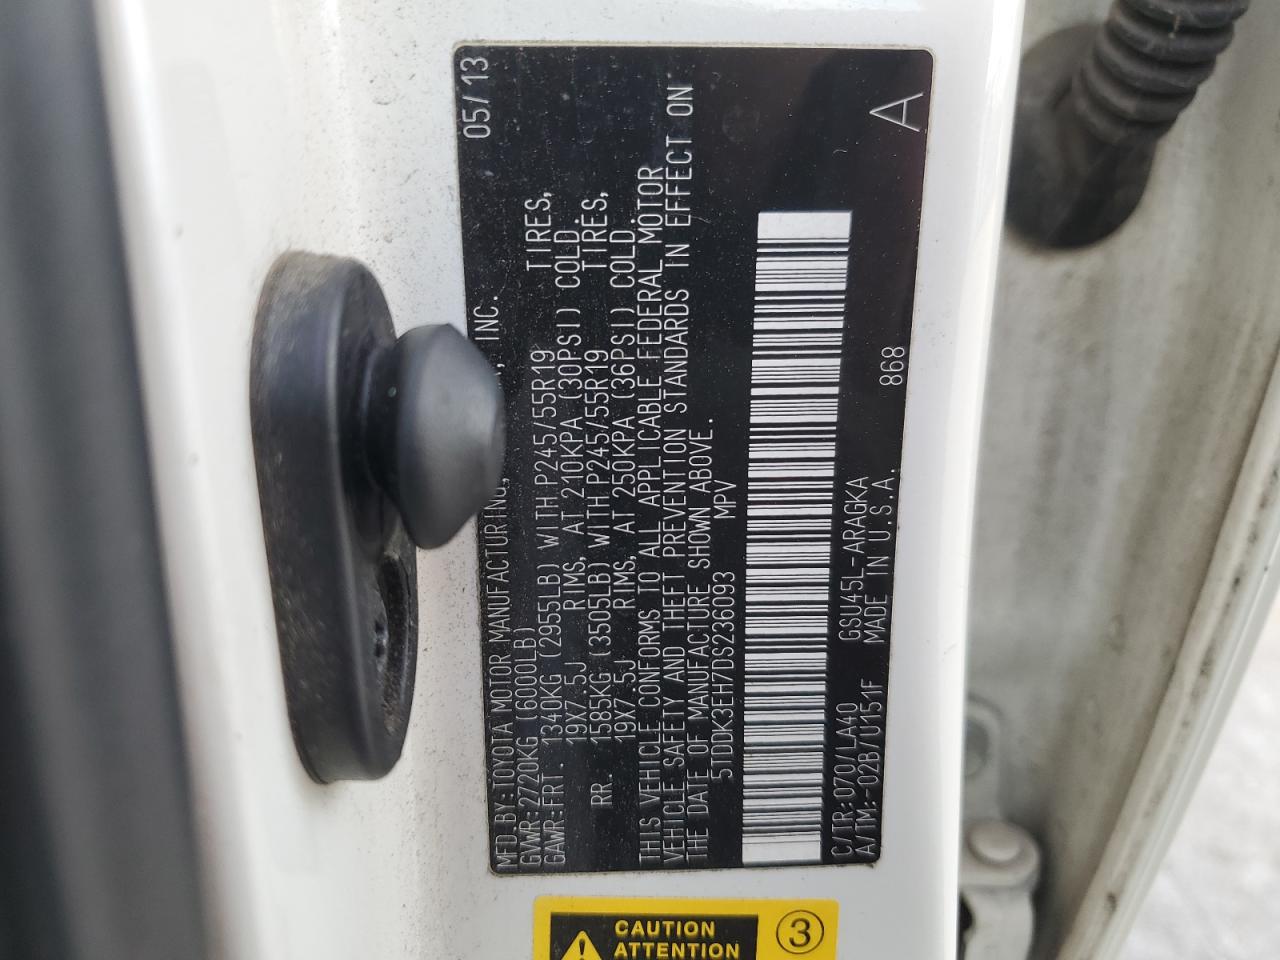 05/13
MFD.BY:TOYOTA MOTOR MANUFACTURING, INC.
GVWR:2720KG (6000LB)
GAWR:FRT. 1340KG (2955LB) WITH P245/55R19 TIRES,
19X7.5J RIMS, AT 210KPA (30PSI) COLD.
RR. 1585KG (3505LB) WITH P245/55R19 TIRES,
19X7.5J RIMS, AT 250KPA (36PSI) COLD.
THIS VEHICLE CONFORMS TO ALL APPLICABLE FEDERAL MOTOR
VEHICLE SAFETY AND THEFT PREVENTION STANDARDS IN EFFECT ON
THE DATE OF MANUFACTURE SHOWN ABOVE.
5TDDK3EH7DS236093 MPV
C/TR:070/LA40 GSU45L-ARAGKA 868
A/TM:-02B/U151F MADE IN U.S.A.
A
CAUTION
ATTENTION
3